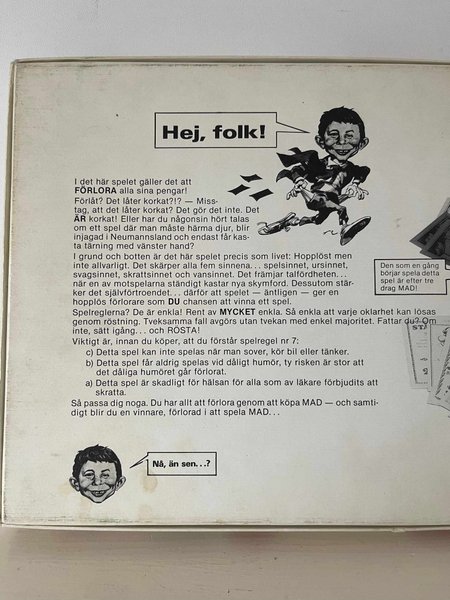 Hej, folk!
I det här spelet gäller det att
FÖRLORA alla sina pengar!
Förlåt? Det låter korkat?!? — Miss-
tag, att det låter korkat? Det gör det inte. Det
ÄR korkat! Eller har du någonsin hört talas
om ett spel där man måste härma djur, blir
injagad i Neumannsland och endast får kas-
ta tärning med vänster hand?
I grund och botten är det här spelet precis som livet: Hopplöst men
inte allvarligt. Det skärper alla fem sinnena... spelsinnet, ursinnet,
svagsinnet, skrattsinnet och vansinnet. Det främjar talfördheten...
när en av motspelarna ständigt kastar nya skymford. Dessutom stär-
ker det självförtroendet... därför att spelet — äntligen — ger en
hopplös förlorare som DU chansen att vinna ett spel.
Spelreglerna? De är enkla! Rent av MYCKET enkla. Så enkla att varje oklarhet kan lösas
genom röstning. Tveksamma fall avgörs utan tvekan med enkel majoritet. Fattar du? Om
inte, sätt igång... och RÖSTA!
Viktigt är, innan du köper, att du förstår spelregel nr 7:
c) Detta spel kan inte spelas när man sover, kör bil eller tänker.
b) Detta spel får aldrig spelas vid dåligt humör, ty risken är stor att
det dåliga humöret går förlorat.
a) Detta spel är skadligt för hälsan för alla som av läkare förbjudits att
skratta.
Så passa dig noga. Du har allt att förlora genom att köpa MAD — och samti-
digt blir du en vinnare, förlorad i att spela MAD...
Den som en gång
börjar spela detta
spel är efter tre
drag MAD!
Nå, än sen...?